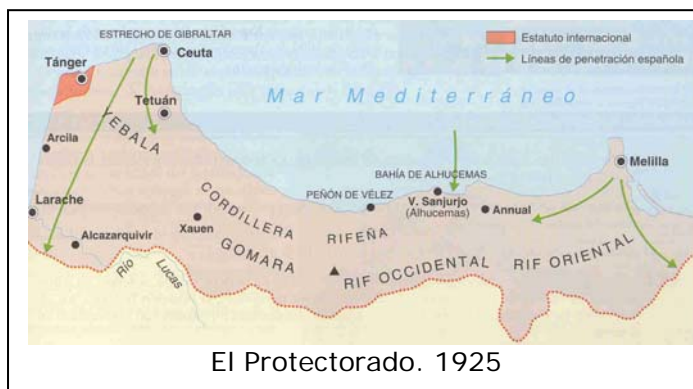 ESTRECHO DE GIBRALTAR
Estatuto internacional
Líneas de penetración española
Ceuta
Tánger
Tetuán
Mar Mediterráneo
YEBALA
Arcila
Melilla
BAHÍA DE ALHUCEMAS
PEÑÓN DE VÉLEZ
V. Sanjurjo
(Alhucemas)
Annual
Larache
CORDILLERA
RIFEÑA
Xauen
Alcazarquivir
GOMARA
RIF OCCIDENTAL
RIF ORIENTAL
Río Lucas
El Protectorado. 1925